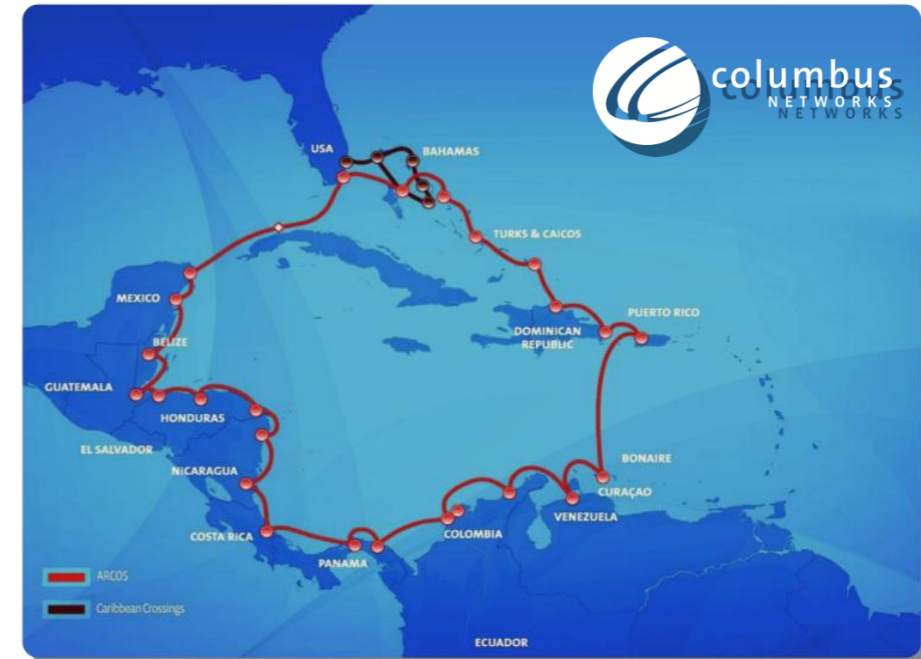 columbus
NETWORKS
USA
BAHAMAS
TURKS & CAICOS
MEXICO
PUERTO RICO
DOMINICAN
REPUBLIC
BELIZE
GUATEMALA
HONDURAS
EL SALVADOR
NICARAGUA
BONAIRE
CURAÇAO
VENEZUELA
COSTA RICA
COLOMBIA
PANAMA
ARCOS
Caribbean Crossings
ECUADOR